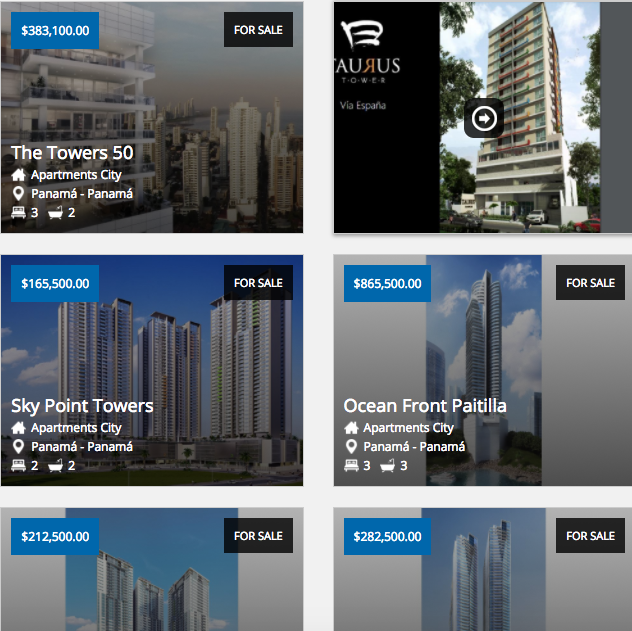 $383,100.00
FOR SALE
The Towers 50
Apartments City
Panamá - Panamá
3 2
TAURUS
T·O·W·E·R
Vía España
$165,500.00
FOR SALE
Sky Point Towers
Apartments City
Panamá - Panamá
2 2
$865,500.00
FOR SALE
Ocean Front Paitilla
Apartments City
Panamá - Panamá
3 3
$212,500.00
FOR SALE
$282,500.00
FOR SALE